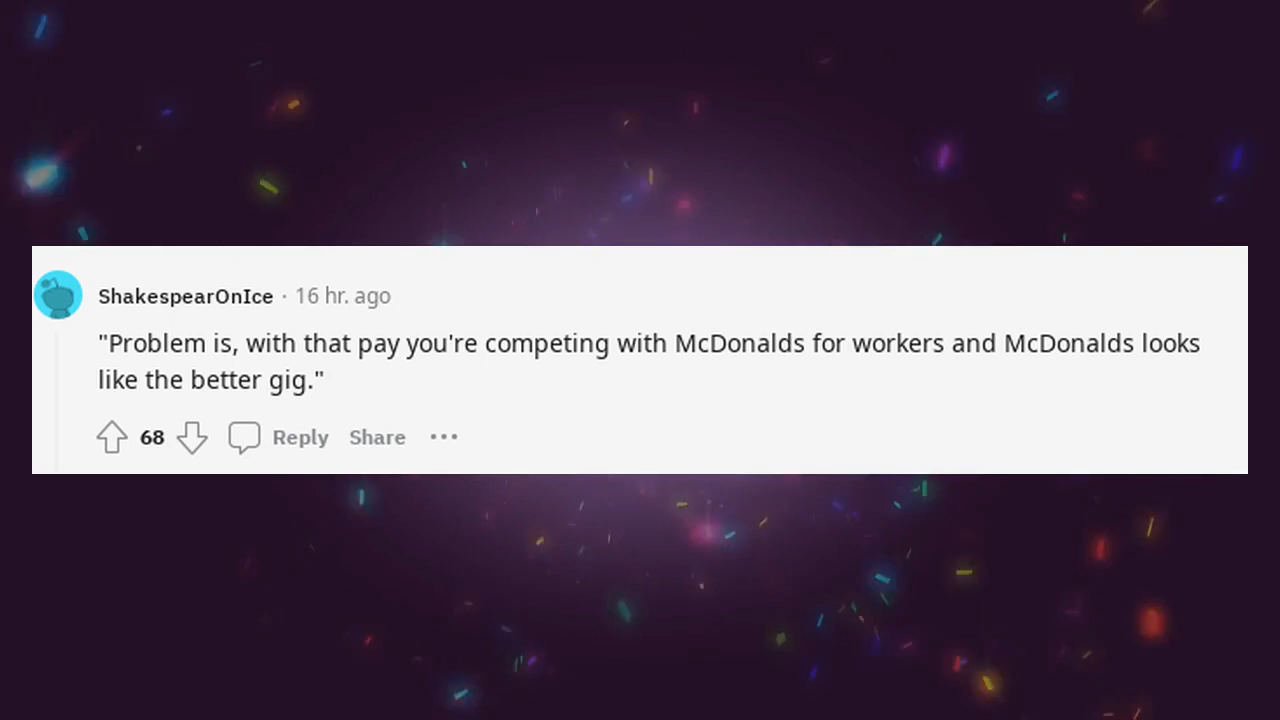 ShakespearOnIce · 16 hr. ago
"Problem is, with that pay you're competing with McDonalds for workers and McDonalds looks
like the better gig."
68 Reply Share •••